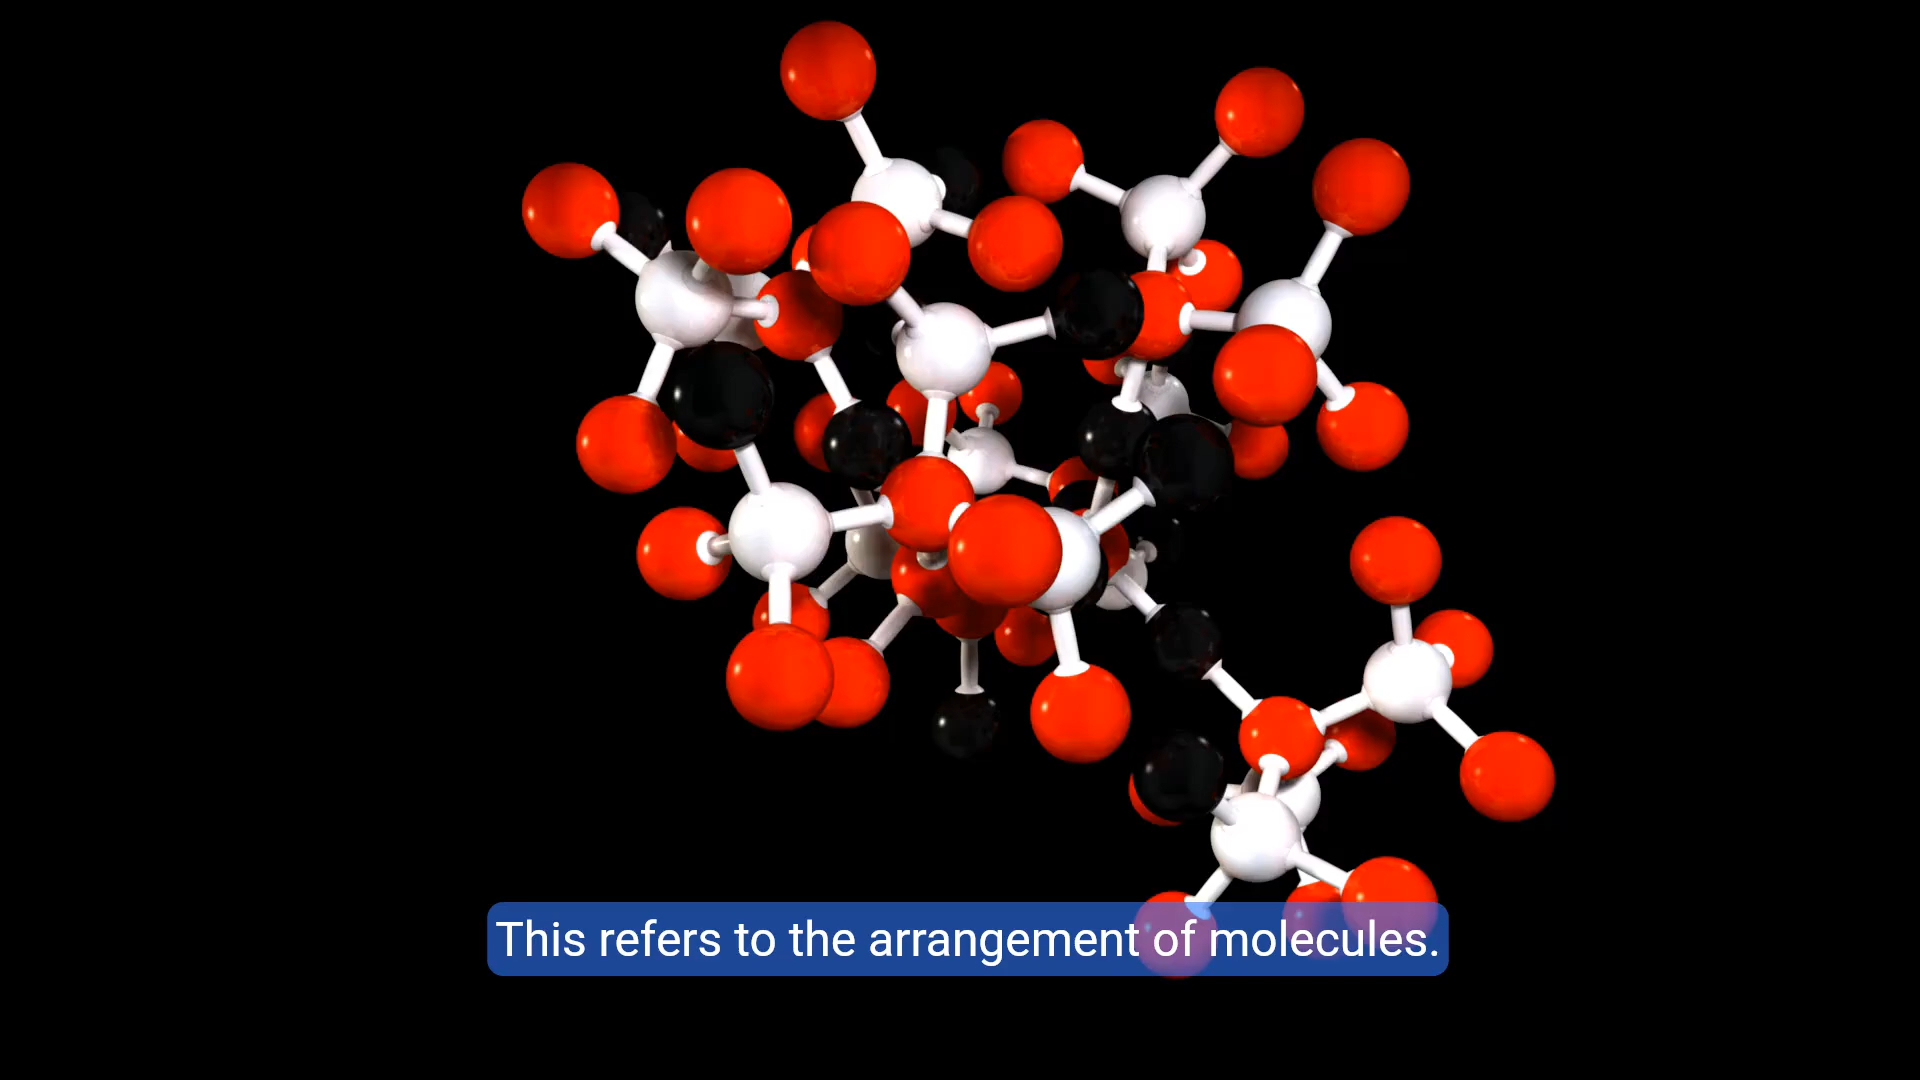 This refers to the arrangement of molecules.